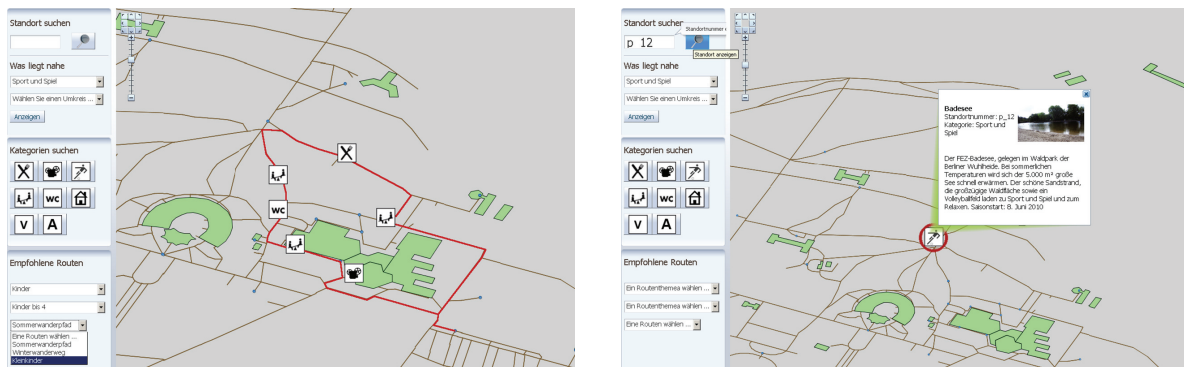 Standort suchen
Was liegt nahe
Sport und Spiel
Wählen Sie einen Umkreis ...
Anzeigen
Kategorien suchen
WC
V A
Empfohlene Routen
Kinder
Kinder bis 4
Sommerwanderpfad
Eine Routen wählen ...
Sommerwanderpfad
Winterwanderweg
Kleinkinder
WC
Standort suchen
Standortnummer
p 12
Standort anzeigen
Was liegt nahe
Sport und Spiel
Wählen Sie einen Umkreis ...
Anzeigen
Kategorien suchen
WC
V A
Empfohlene Routen
Ein Routenthemea wählen ...
Ein Routenthemea wählen ...
Eine Routen wählen ...
Badesee
Standortnummer: p_12
Kategorie: Sport und
Spiel
Der FEZ-Badesee, gelegen im Waldpark der
Berliner Wuhlheide. Bei sommerlichen
Temperaturen wird sich der 5.000 m² große
See schnell erwärmen. Der schöne Sandstrand,
die großzügige Waldfläche sowie ein
Volleyballfeld laden zu Sport und Spiel und zum
Relaxen. Saisonstart: 8. Juni 2010